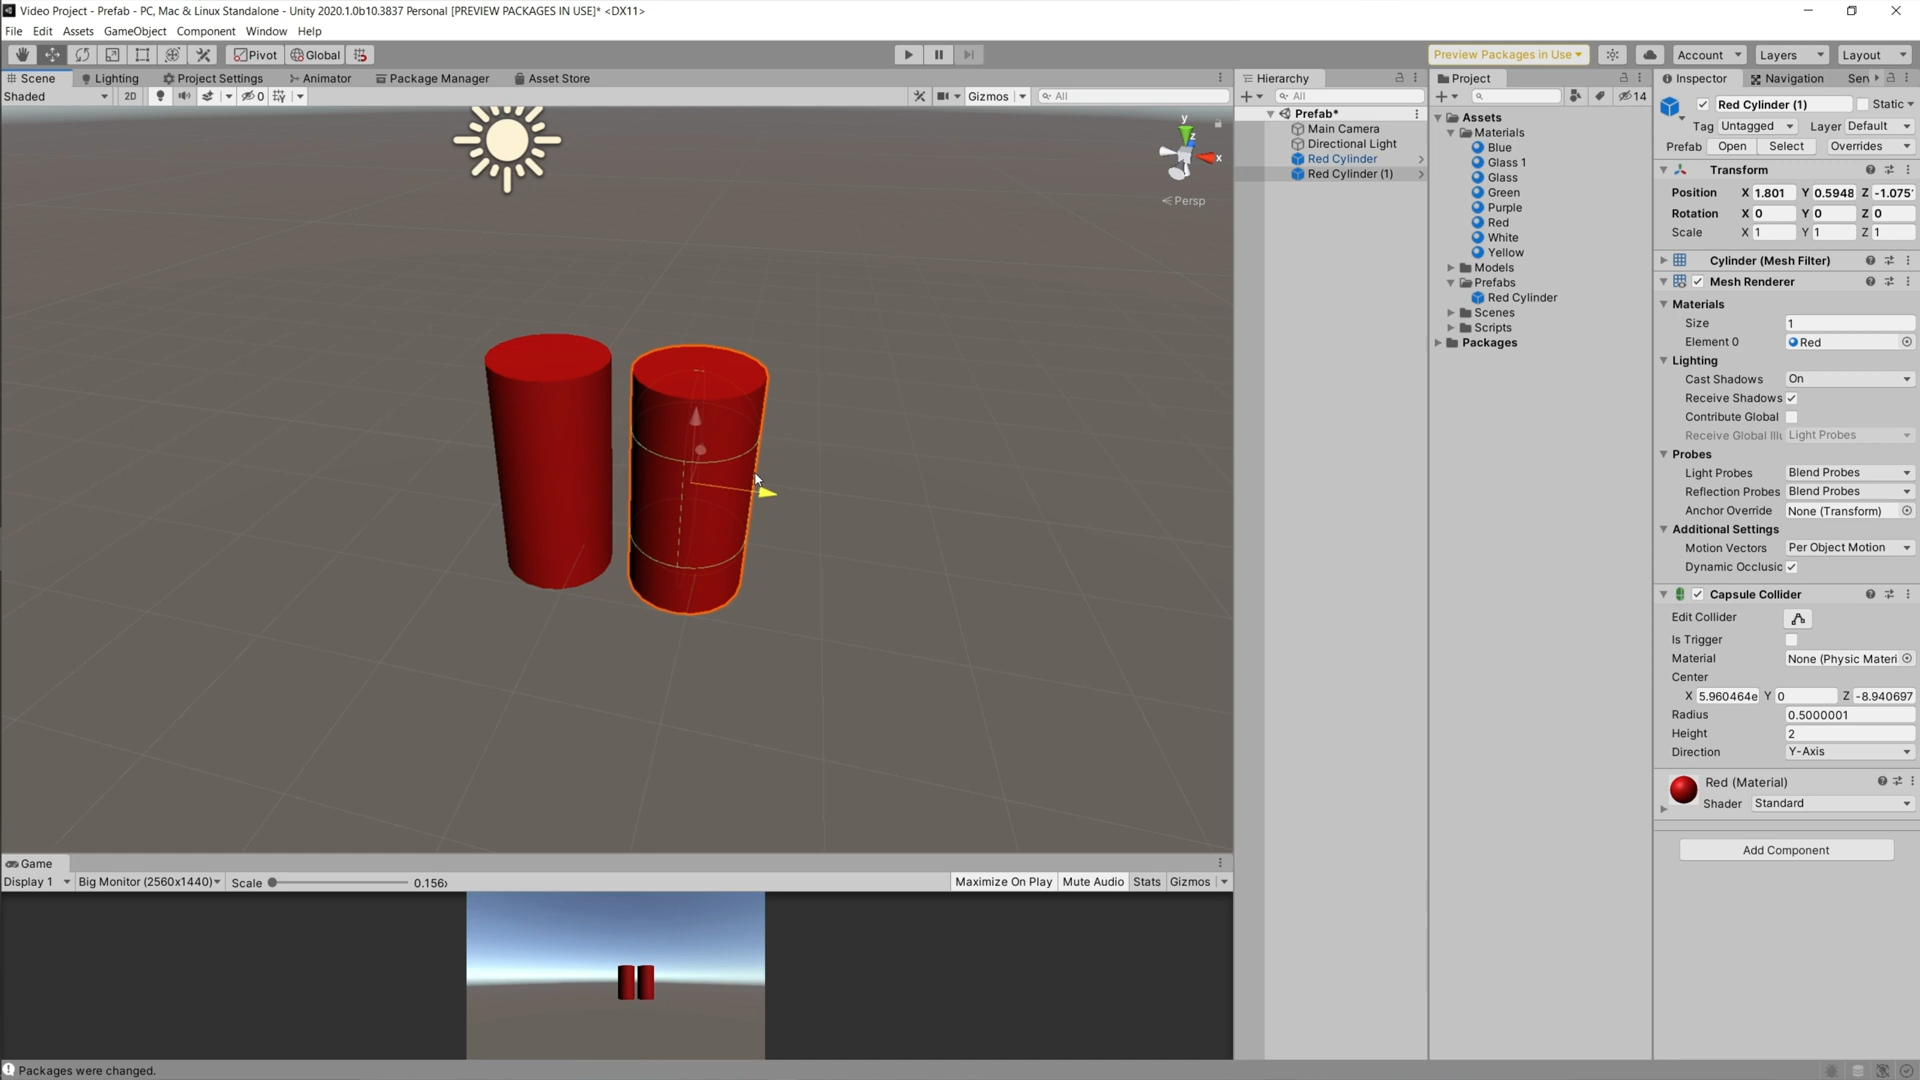 Video Project - Prefab - PC, Mac & Linux Standalone - Unity 2020.1.0b10.3837 Personal [PREVIEW PACKAGES IN USE]* <DX11>
File Edit Assets GameObject Component Window Help
Pivot Global Preview Packages in Use Account Layers Layout
Scene Lighting Project Settings Animator Package Manager Asset Store
Shaded 2D 0 Gizmos All
y
z
x
Persp
Hierarchy
All
Prefab*
Main Camera
Directional Light
Red Cylinder
Red Cylinder (1)
Project
14
Assets
Materials
Blue
Glass 1
Glass
Green
Purple
Red
White
Yellow
Models
Prefabs
Red Cylinder
Scenes
Scripts
Packages
Inspector Navigation Serv
Red Cylinder (1) Static
Tag Untagged Layer Default
Prefab Open Select Overrides
Transform
Position X 1.801 Y 0.5948 Z -1.075
Rotation X 0 Y 0 Z 0
Scale X 1 Y 1 Z 1
Cylinder (Mesh Filter)
Mesh Renderer
Materials
Size 1
Element 0 Red
Lighting
Cast Shadows On
Receive Shadows
Contribute Global
Receive Global Illu Light Probes
Probes
Light Probes Blend Probes
Reflection Probes Blend Probes
Anchor Override None (Transform)
Additional Settings
Motion Vectors Per Object Motion
Dynamic Occlusic
Capsule Collider
Edit Collider
Is Trigger
Material None (Physic Materi
Center
X 5.960464e Y 0 Z -8.940697
Radius 0.5000001
Height 2
Direction Y-Axis
Red (Material)
Shader Standard
Add Component
Game
Display 1 Big Monitor (2560x1440) Scale 0.156 Maximize On Play Mute Audio Stats Gizmos
Packages were changed.